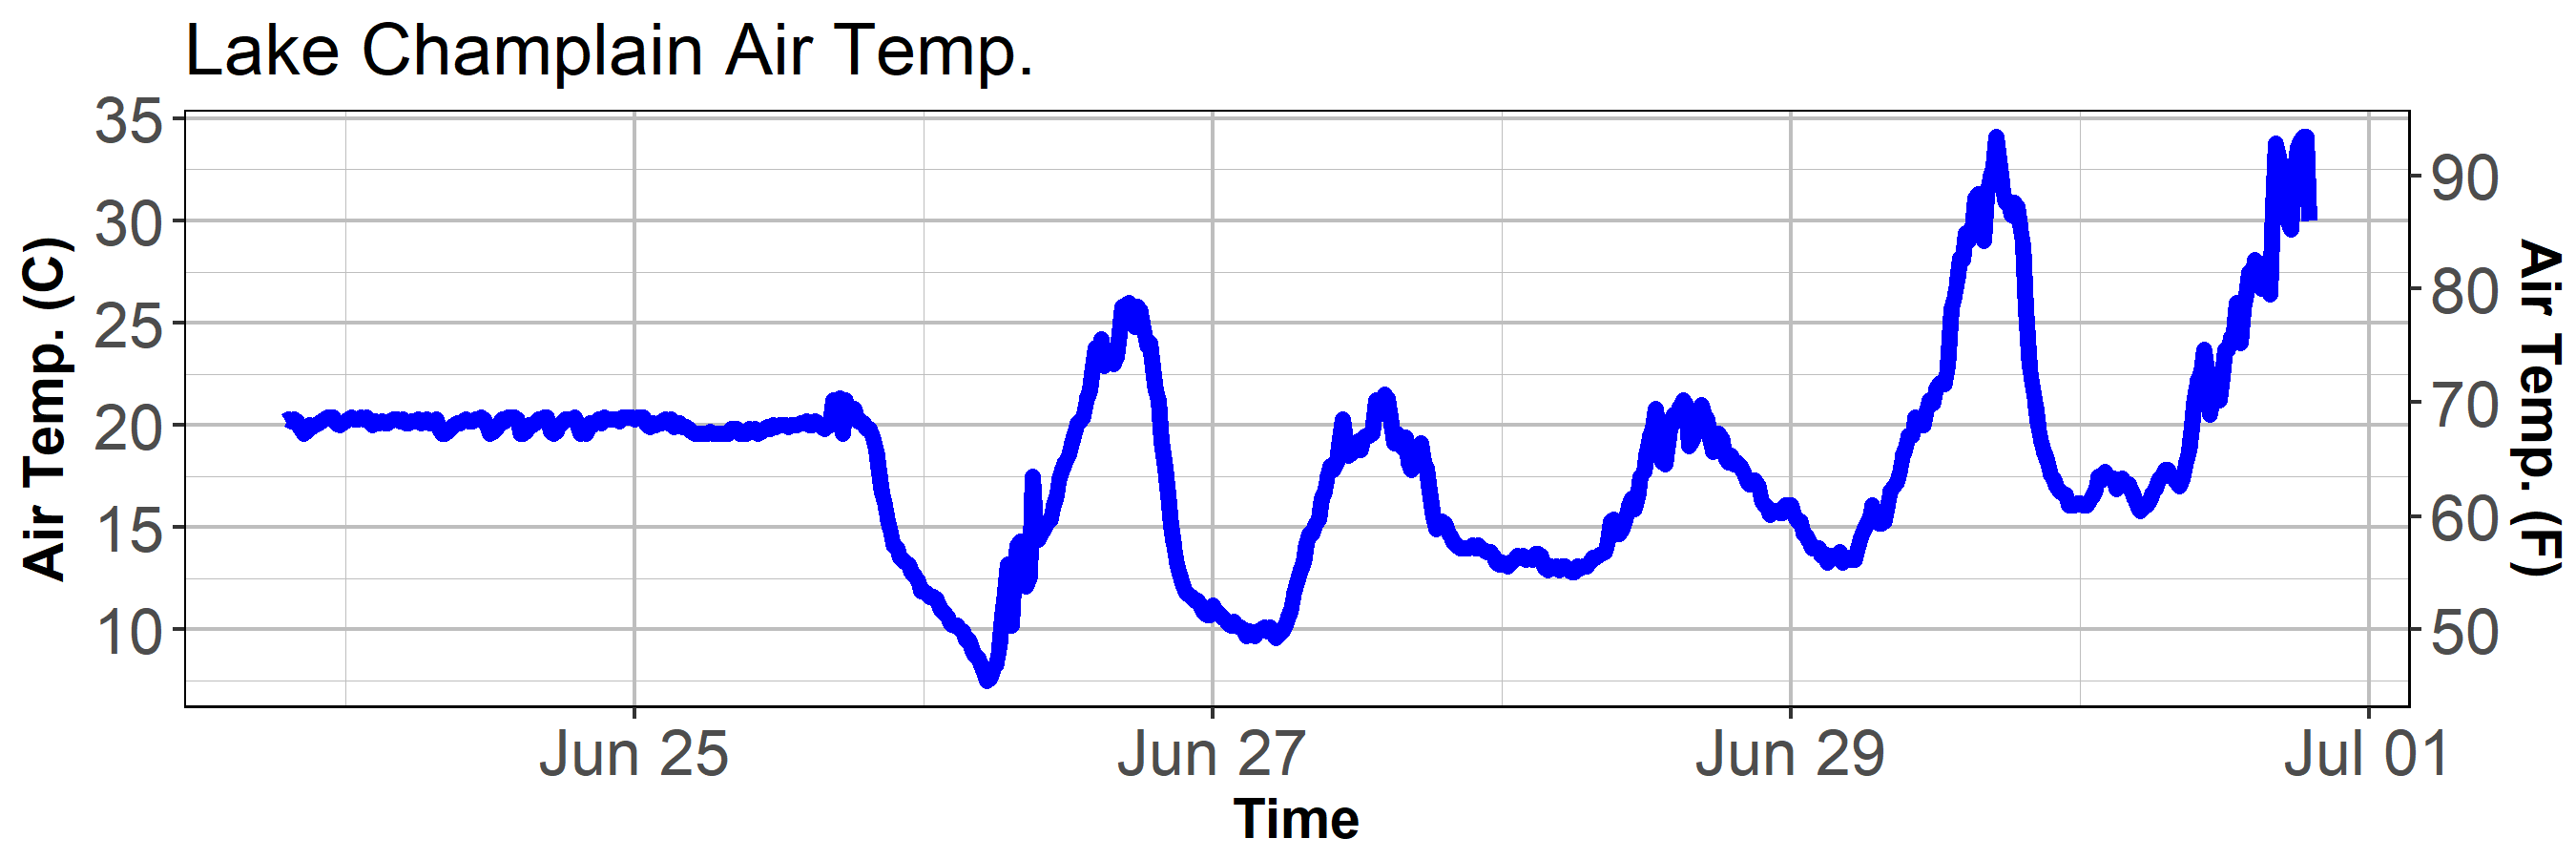 Lake Champlain Air Temp.
35
30
25
20
15
10
Air Temp. (C)
90
80
70
60
50
Air Temp. (F)
Jun 25
Jun 27
Jun 29
Jul 01
Time